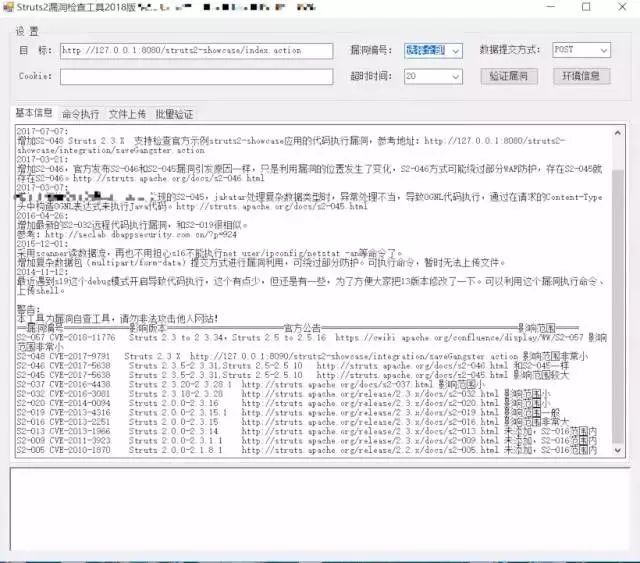 Struts2漏洞检查工具2018版
设 置
目 标: http://127.0.0.1:8080/struts2-showcase/index.action 漏洞编号: 选择全部 数据提交方式: POST
Cookie: 超时时间: 20 验证漏洞 环境信息
基本信息 命令执行 文件上传 批量验证
2017-07-07:
增加S2-048 Struts 2.3.X 支持检查官方示例struts2-showcase应用的代码执行漏洞，参考地址：http://127.0.0.1:8080/struts2-
showcase/integration/saveGangster.action
2017-03-21:
增加S2-046，官方发布S2-046和S2-045漏洞引发原因一样，只是利用漏洞的位置发生了变化，S2-046方式可能绕过部分WAF防护，存在S2-045就
存在S2-046。http://struts.apache.org/docs/s2-046.html
2017-03-07:
发现的S2-045，jakatar处理复杂数据类型时，异常处理不当，导致OGNL代码执行，通过在请求的Content-Type
头中构造OGNL表达式来执行Java代码。http://struts.apache.org/docs/s2-045.html
2016-04-26:
增加最新的S2-032远程代码执行漏洞，和S2-019很相似。
参考：http://seclab.dbappsecurity.com.cn/?p=924
2015-12-01:
采用scanner读数据流，再也不用担心s16不能执行net user/ipconfig/netstat -an等命令了。
增加复杂数据包（multipart/form-data）提交方式进行漏洞利用，可绕过部分防护。可执行命令，暂时无法上传文件。
2014-11-12:
最近遇到s19这个debug模式开启导致代码执行，这个有点少，但还是有一些，为了方便大家把13版本修改了一下。可以利用这个漏洞执行命令、
上传shell。
警告：
本工具为漏洞自查工具，请勿非法攻击他人网站！
==漏洞编号==============影响版本=========================官方公告==========================================影响范围=====
S2-057 CVE-2018-11776 Struts 2.3 to 2.3.34，Struts 2.5 to 2.5.16 https://cwiki.apache.org/confluence/display/WW/S2-057 影响
范围非常小
S2-048 CVE-2017-9791 Struts 2.3.X http://127.0.0.1:8090/struts2-showcase/integration/saveGangster.action 影响范围非常小
S2-046 CVE-2017-5638 Struts 2.3.5-2.3.31,Struts 2.5-2.5.10 http://struts.apache.org/docs/s2-046.html 和S2-045一样
S2-045 CVE-2017-5638 Struts 2.3.5-2.3.31,Struts 2.5-2.5.10 http://struts.apache.org/docs/s2-045.html 影响范围较大
S2-037 CVE-2016-4438 Struts 2.3.20-2.3.28.1 http://struts.apache.org/docs/s2-037.html 影响范围小
S2-032 CVE-2016-3081 Struts 2.3.18-2.3.28 http://struts.apache.org/release/2.3.x/docs/s2-032.html 影响范围小
S2-020 CVE-2014-0094 Struts 2.0.0-2.3.16 http://struts.apache.org/release/2.3.x/docs/s2-020.html 影响范围小
S2-019 CVE-2013-4316 Struts 2.0.0-2.3.15.1 http://struts.apache.org/release/2.3.x/docs/s2-019.html 影响范围一般
S2-016 CVE-2013-2251 Struts 2.0.0-2.3.15 http://struts.apache.org/release/2.3.x/docs/s2-016.html 影响范围非常大
S2-013 CVE-2013-1966 Struts 2.0.0-2.3.14 http://struts.apache.org/release/2.3.x/docs/s2-013.html 未添加，S2-016范围内
S2-009 CVE-2011-3923 Struts 2.0.0-2.3.1.1 http://struts.apache.org/release/2.3.x/docs/s2-009.html 未添加，S2-016范围内
S2-005 CVE-2010-1870 Struts 2.0.0-2.1.8.1 http://struts.apache.org/release/2.2.x/docs/s2-005.html 未添加，S2-016范围内